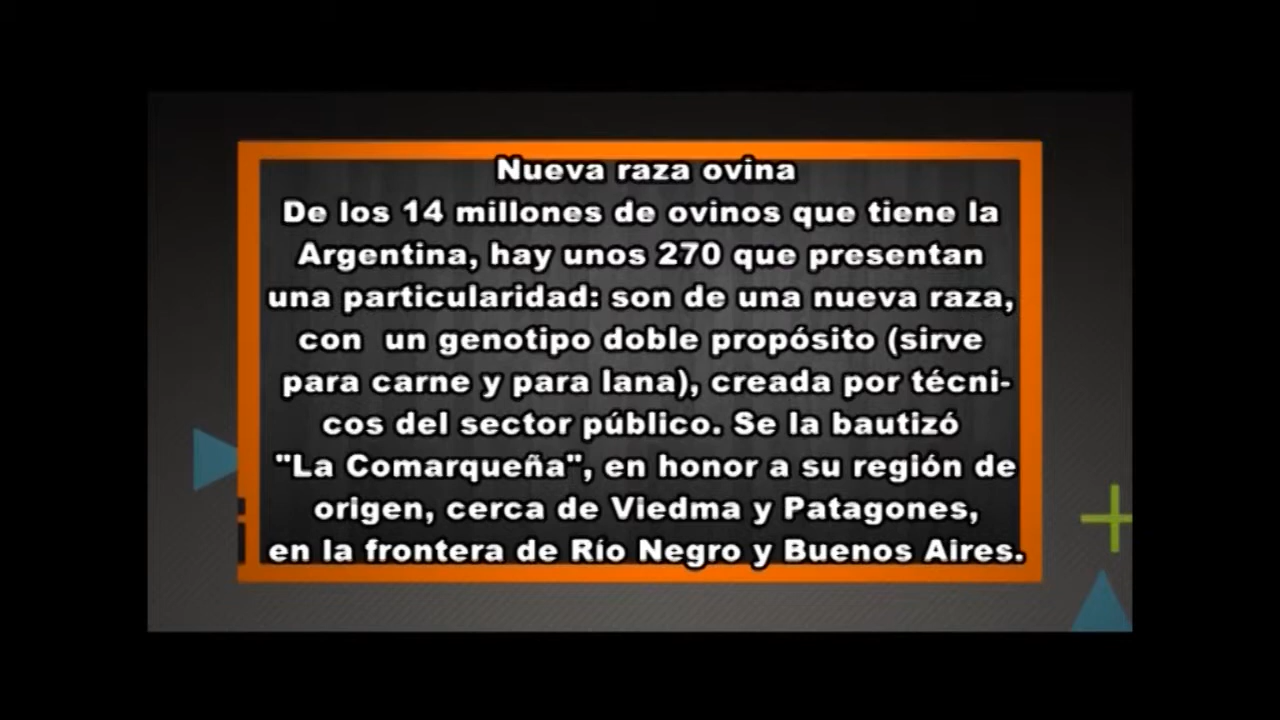 Nueva raza ovina
De los 14 millones de ovinos que tiene la
Argentina, hay unos 270 que presentan
una particularidad: son de una nueva raza,
con  un genotipo doble propósito (sirve
para carne y para lana), creada por técni-
cos del sector público. Se la bautizó
"La Comarqueña", en honor a su región de
origen, cerca de Viedma y Patagones,
en la frontera de Río Negro y Buenos Aires.